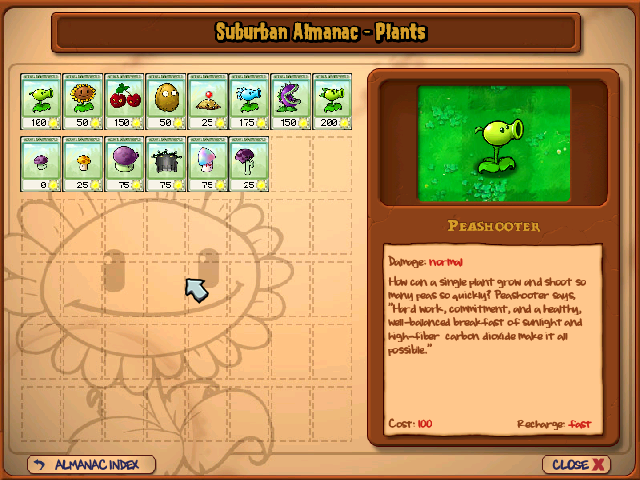 Suburban Almanac - Plants
100 50 150 50 25 175 150 200
0 25 75 75 75 25
PEASHOOTER
Damage: normal
How can a single plant grow and shoot so
many peas so quickly? Peashooter says,
"Hard work, commitment, and a healthy,
well-balanced breakfast of sunlight and
high-fiber carbon dioxide make it all
possible."
Cost: 100 Recharge: fast
ALMANAC INDEX
CLOSE X